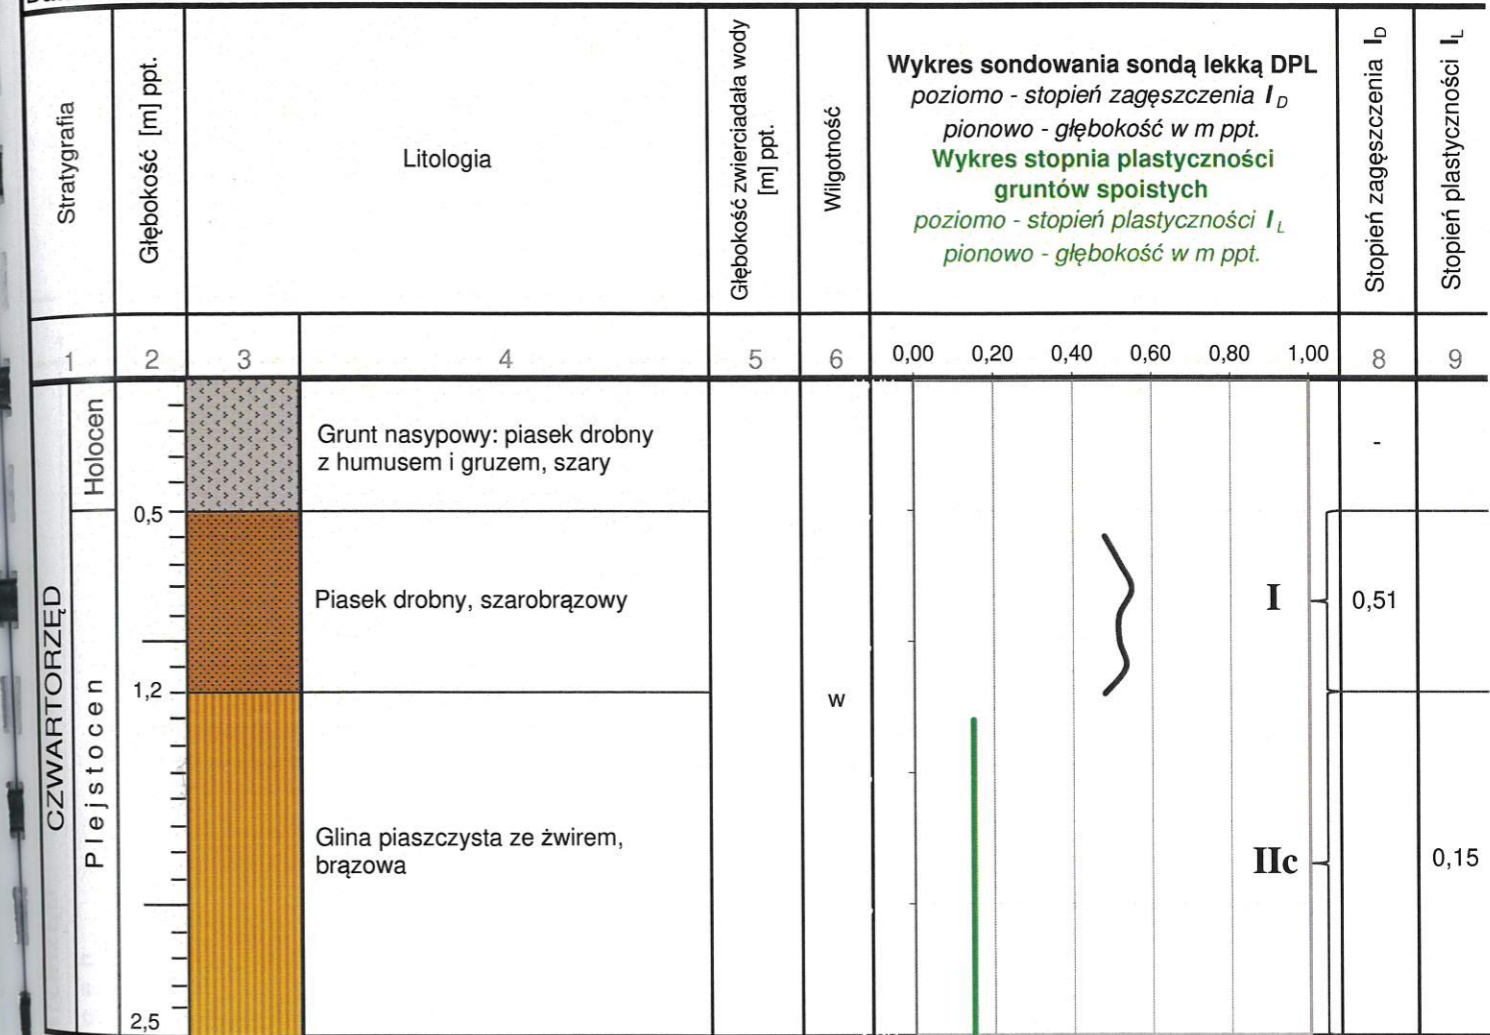 Stratygrafia
Głębokość [m] ppt.
Litologia
Głębokość zwierciadała wody
[m] ppt.
Wilgotność
Wykres sondowania sondą lekką DPL
poziomo - stopień zagęszczenia I D
pionowo - głębokość w m ppt.
Wykres stopnia plastyczności
gruntów spoistych
poziomo - stopień plastyczności I L
pionowo - głębokość w m ppt.
Stopień zagęszczenia ID
Stopień plastyczności IL
1
2
3
4
5
6
0,00 0,20 0,40 0,60 0,80 1,00
8
9
CZWARTORZĘD
Holocen
Grunt nasypowy: piasek drobny
z humusem i gruzem, szary
-
0,5
Plejstocen
Piasek drobny, szarobrązowy
I
0,51
1,2
w
Glina piaszczysta ze żwirem,
brązowa
IIc
0,15
2,5